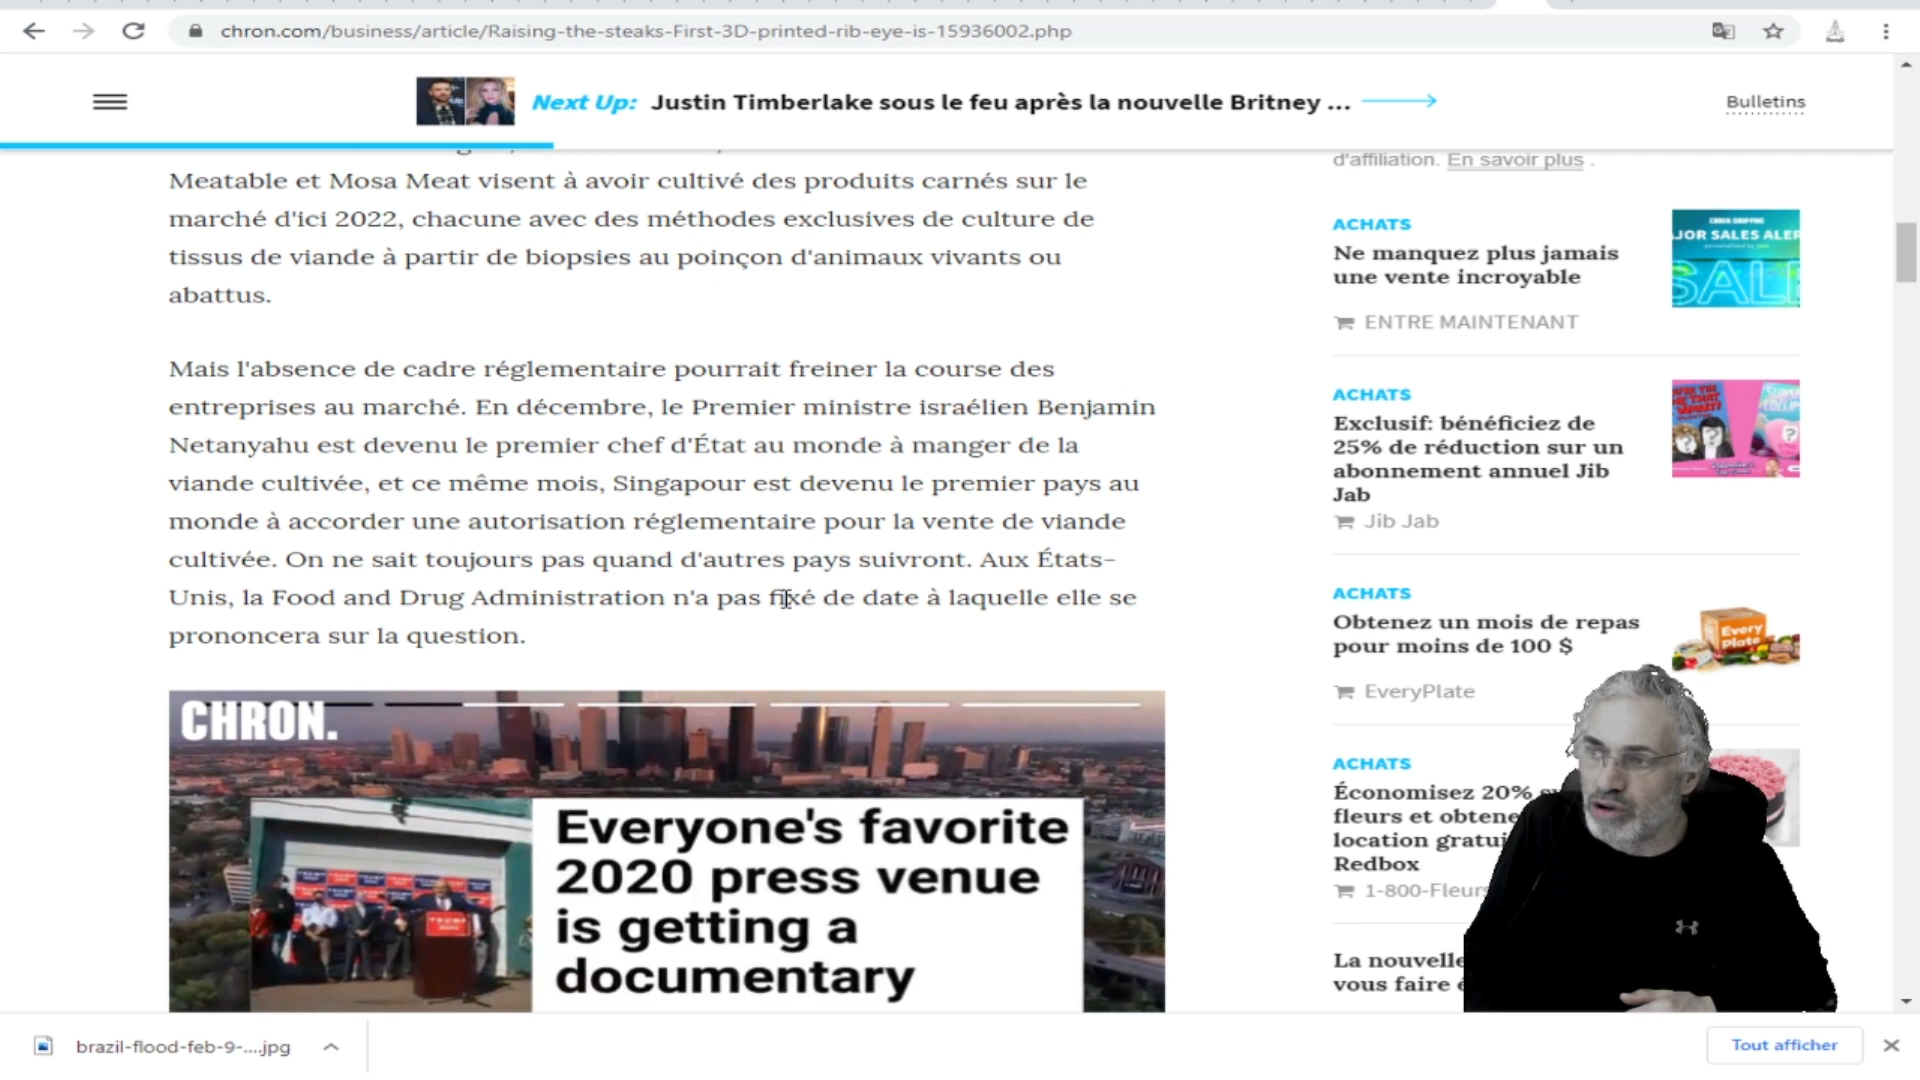 chron.com/business/article/Raising-the-steaks-First-3D-printed-rib-eye-is-15936002.php
Next Up: Justin Timberlake sous le feu après la nouvelle Britney ...
Bulletins
Meatable et Mosa Meat visent à avoir cultivé des produits carnés sur le
marché d'ici 2022, chacune avec des méthodes exclusives de culture de
tissus de viande à partir de biopsies au poinçon d'animaux vivants ou
abattus.
Mais l'absence de cadre réglementaire pourrait freiner la course des
entreprises au marché. En décembre, le Premier ministre israélien Benjamin
Netanyahu est devenu le premier chef d'État au monde à manger de la
viande cultivée, et ce même mois, Singapour est devenu le premier pays au
monde à accorder une autorisation réglementaire pour la vente de viande
cultivée. On ne sait toujours pas quand d'autres pays suivront. Aux États-
Unis, la Food and Drug Administration n'a pas fixé de date à laquelle elle se
prononcera sur la question.
CHRON.
Everyone's favorite
2020 press venue
is getting a
documentary
d'affiliation. En savoir plus .
ACHATS
Ne manquez plus jamais
une vente incroyable
ENTRE MAINTENANT
JOR SALES ALER
SALE
ACHATS
Exclusif: bénéficiez de
25% de réduction sur un
abonnement annuel Jib
Jab
Jib Jab
ACHATS
Obtenez un mois de repas
pour moins de 100 $
EveryPlate
Every
Plate
ACHATS
Économisez 20% s
fleurs et obtene
location gratui
Redbox
1-800-Fleurs
La nouvelle
vous faire
brazil-flood-feb-9-....jpg
Tout afficher